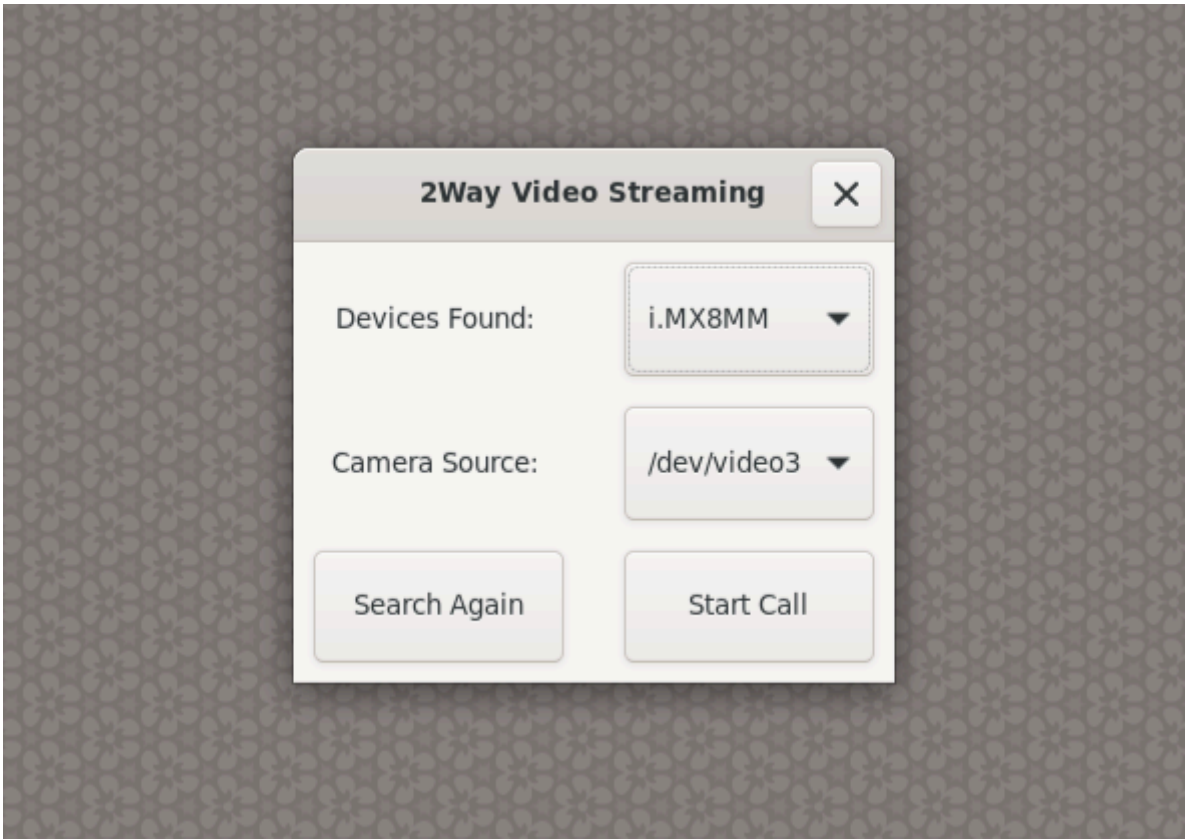 2Way Video Streaming
Devices Found: i.MX8MM
Camera Source: /dev/video3
Search Again Start Call